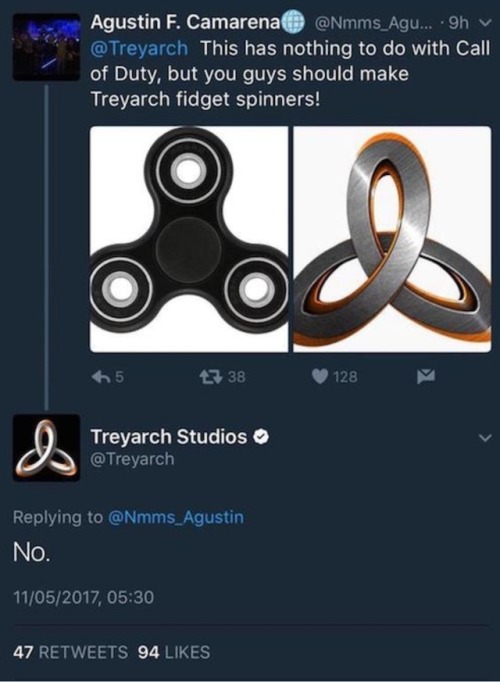 Agustin F. Camarena🌐 @Nmms_Agu... · 9h
@Treyarch This has nothing to do with Call
of Duty, but you guys should make
Treyarch fidget spinners!
5 38 128
Treyarch Studios
@Treyarch
Replying to @Nmms_Agustin
No.
11/05/2017, 05:30
47 RETWEETS 94 LIKES